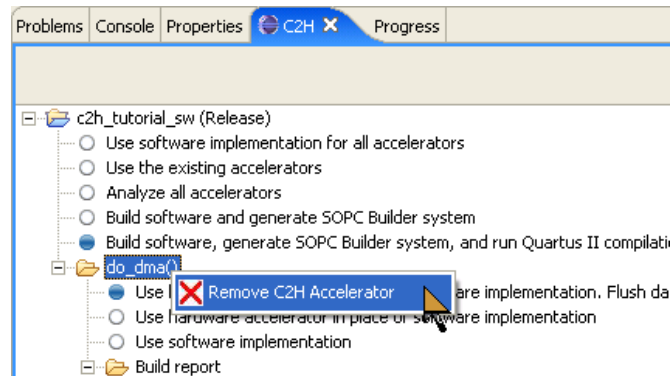 Problems Console Properties C2H Progress
c2h_tutorial_sw (Release)
Use software implementation for all accelerators
Use the existing accelerators
Analyze all accelerators
Build software and generate SOPC Builder system
Build software, generate SOPC Builder system, and run Quartus II compilati
do_dma()
Use Remove C2H Accelerator are implementation. Flush da
Use hardware accelerator in place of software implementation
Use software implementation
Build report